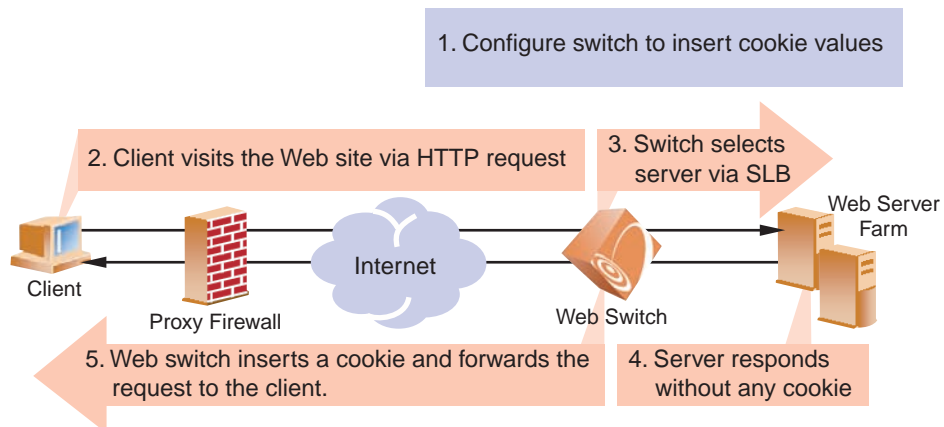 1. Configure switch to insert cookie values
2. Client visits the Web site via HTTP request
3. Switch selects
server via SLB
Web Server
Farm
Internet
Client
Proxy Firewall
Web Switch
5. Web switch inserts a cookie and forwards the
request to the client.
4. Server responds
without any cookie